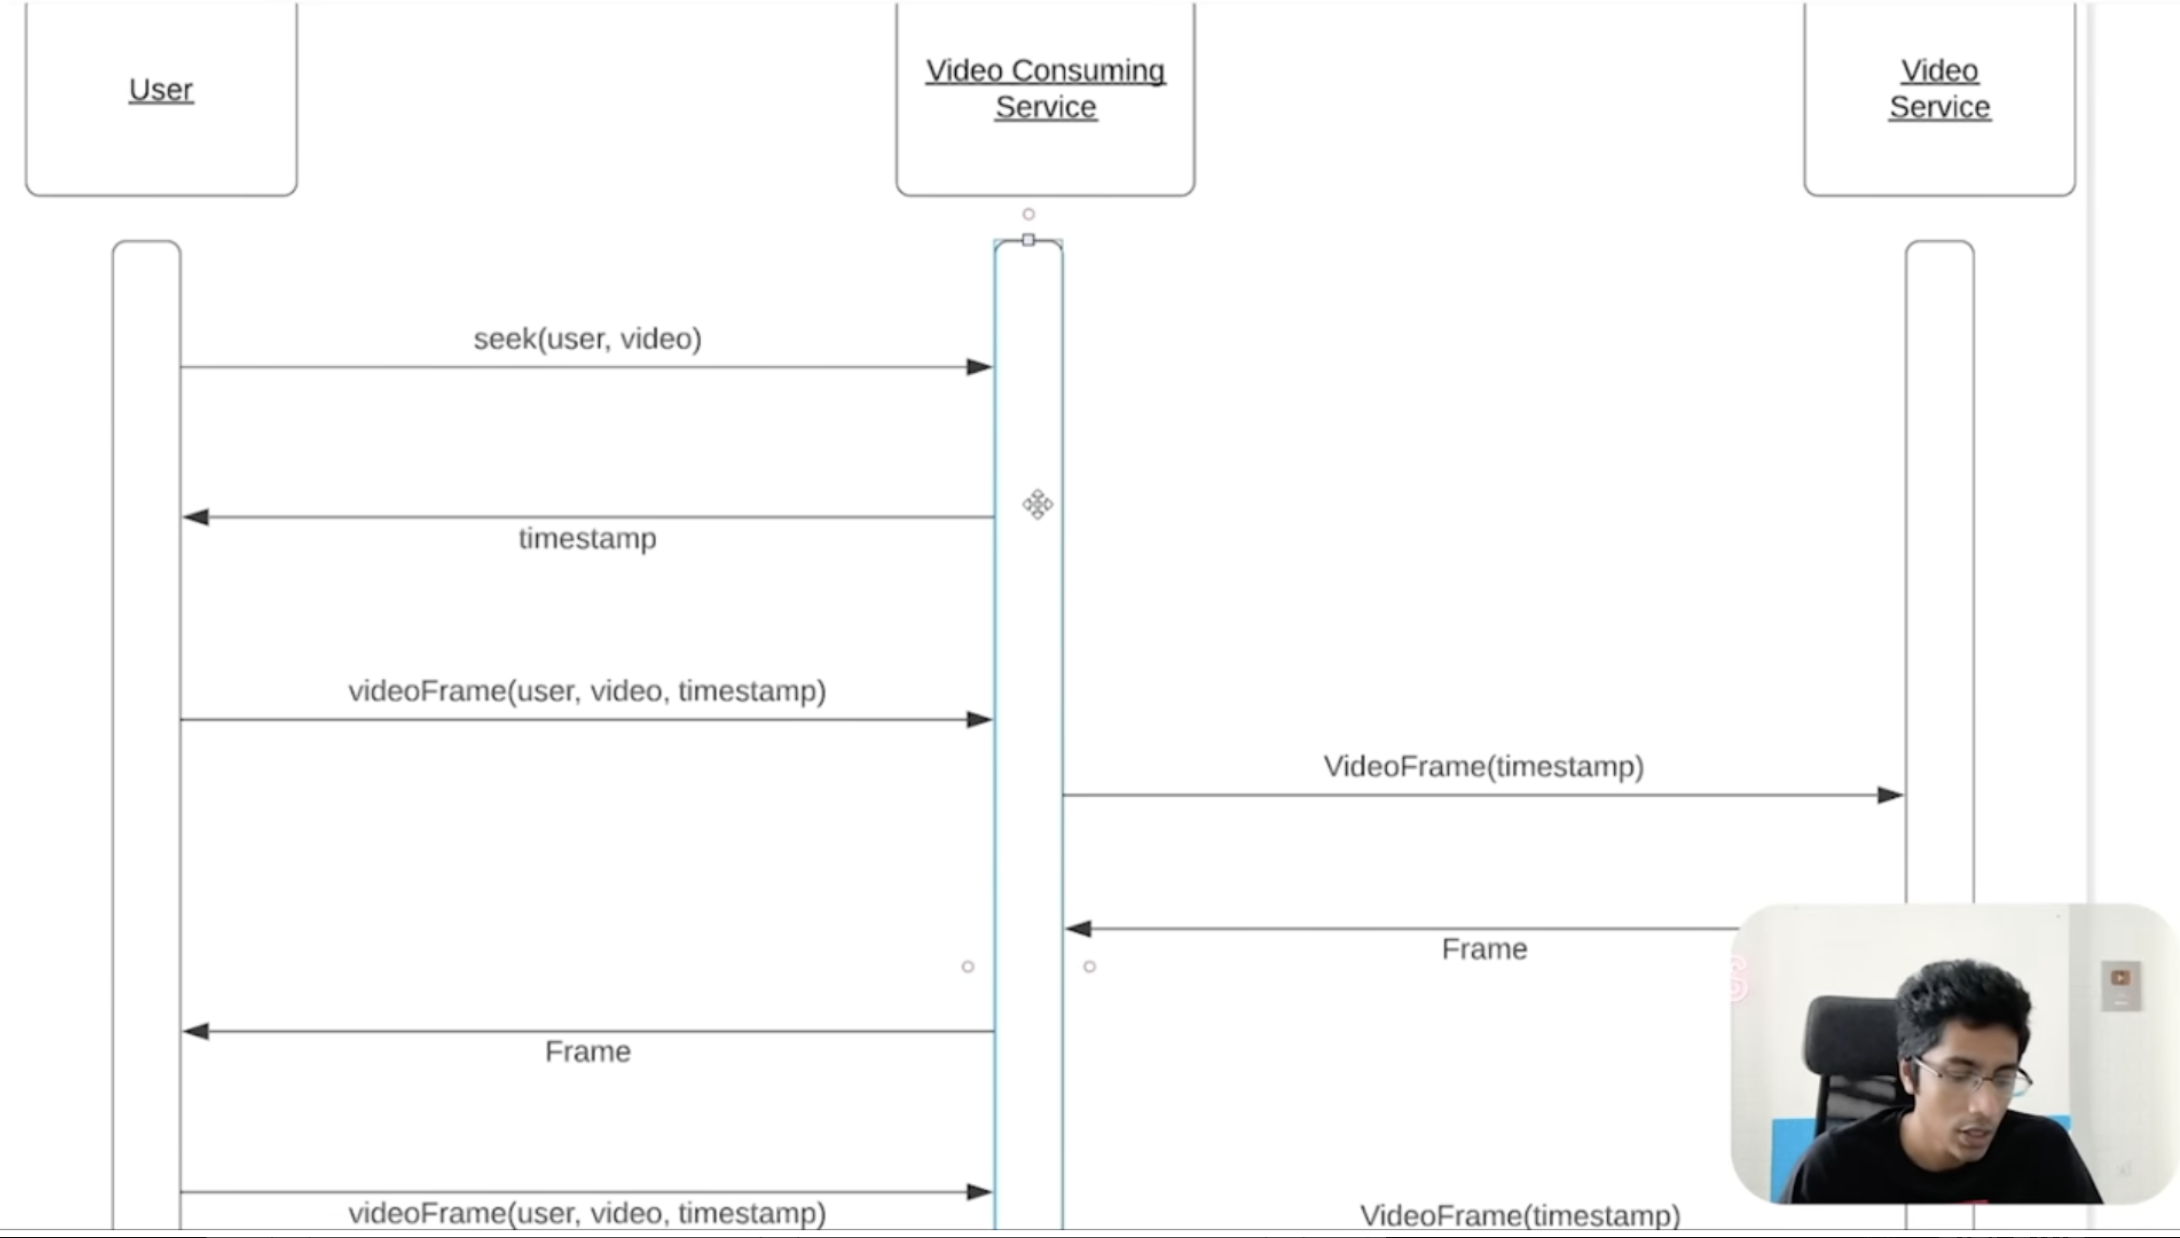 User
Video Consuming
Service
Video
Service
seek(user, video)
timestamp
videoFrame(user, video, timestamp)
VideoFrame(timestamp)
Frame
Frame
videoFrame(user, video, timestamp)
VideoFrame(timestamp)